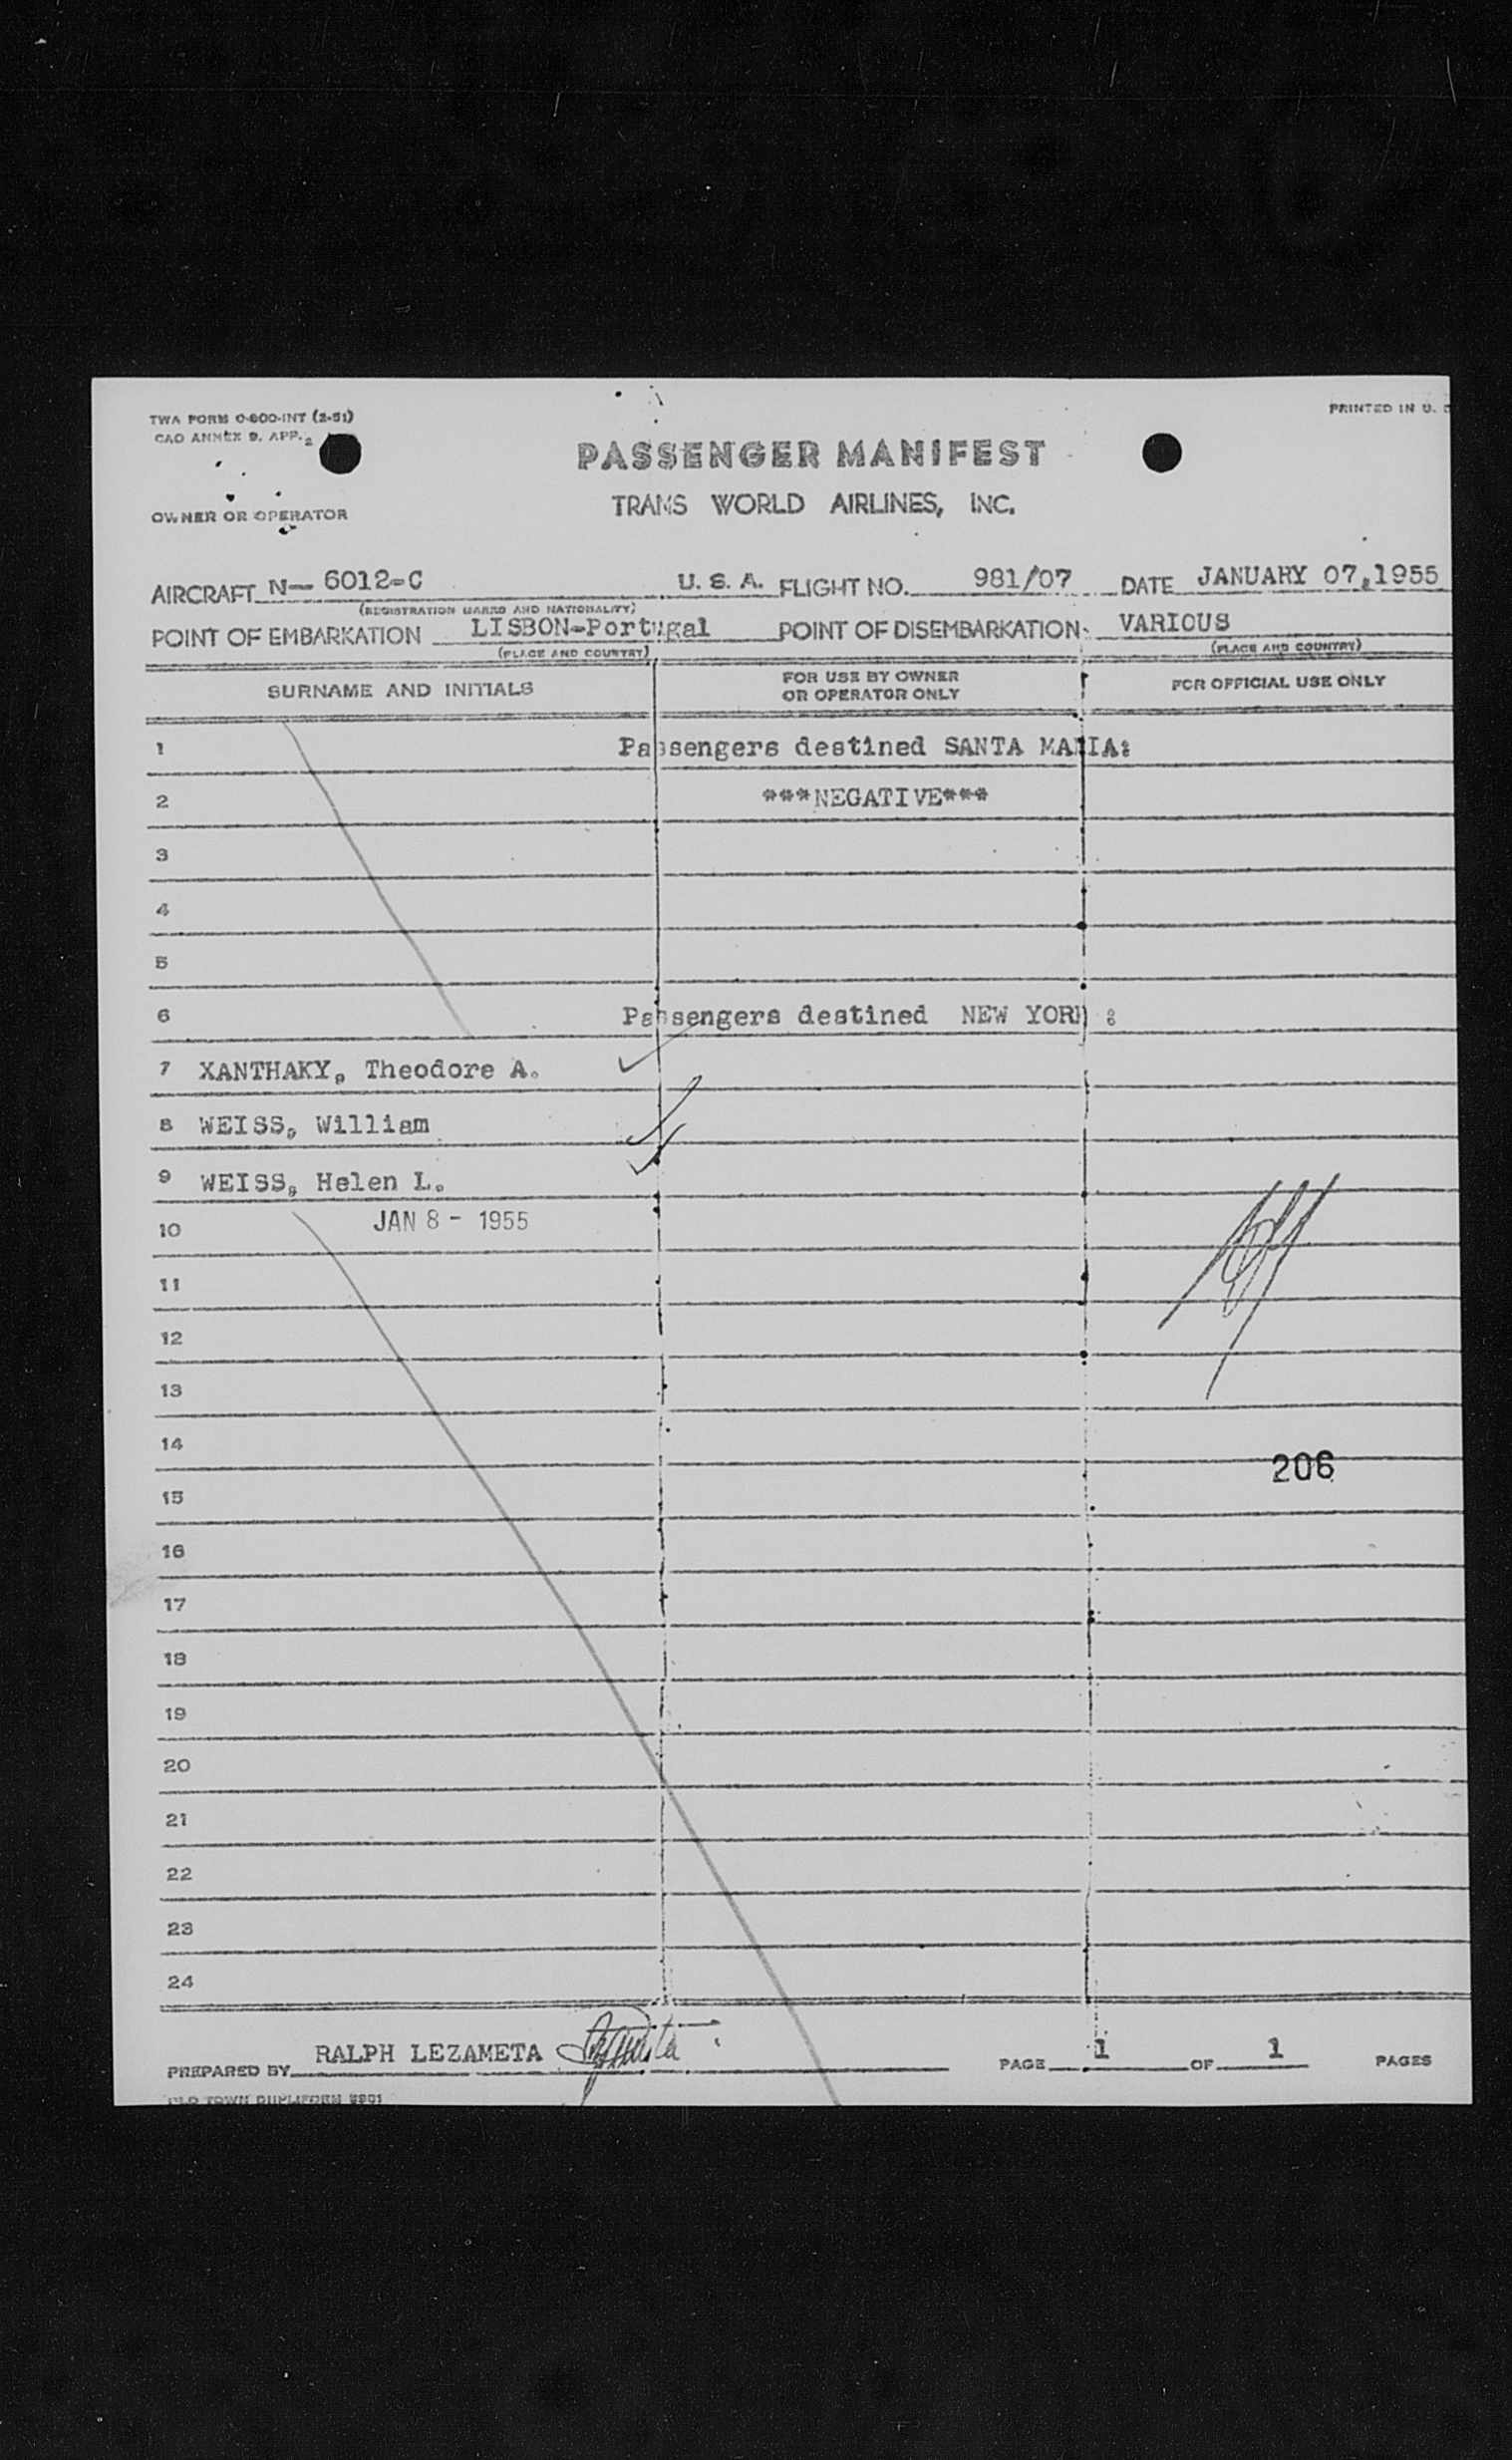 TWA FORM O-800-INT (2-51)
PRINTED IN U.
CAO ANNEX 9, APP. 2
PASSENGER MANIFEST
OWNER OR OPERATOR
TRANS WORLD AIRLINES, INC.
AIRCRAFT N— 6012-C U. S. A. FLIGHT NO. 981/07 DATE JANUARY 07,1955
(REGISTRATION MARKS AND NATIONALITY)
POINT OF EMBARKATION LISBON-Portugal POINT OF DISEMBARKATION VARIOUS
(PLACE AND COUNTRY) (PLACE AND COUNTRY)
SURNAME AND INITIALS FOR USE BY OWNER OR OPERATOR ONLY FOR OFFICIAL USE ONLY
1 Passengers destined SANTA MARIA:
2 ***NEGATIVE***
3
4
5
6 Passengers destined NEW YORK :
7 XANTHAKY, Theodore A.
8 WEISS, William
9 WEISS, Helen L.
10 JAN 8 - 1955
11
12
13
14
206
15
16
17
18
19
20
21
22
23
24
PREPARED BY RALPH LEZAMETA PAGE 1 OF 1 PAGES
OLD TOWN DUPLIFORM 9901